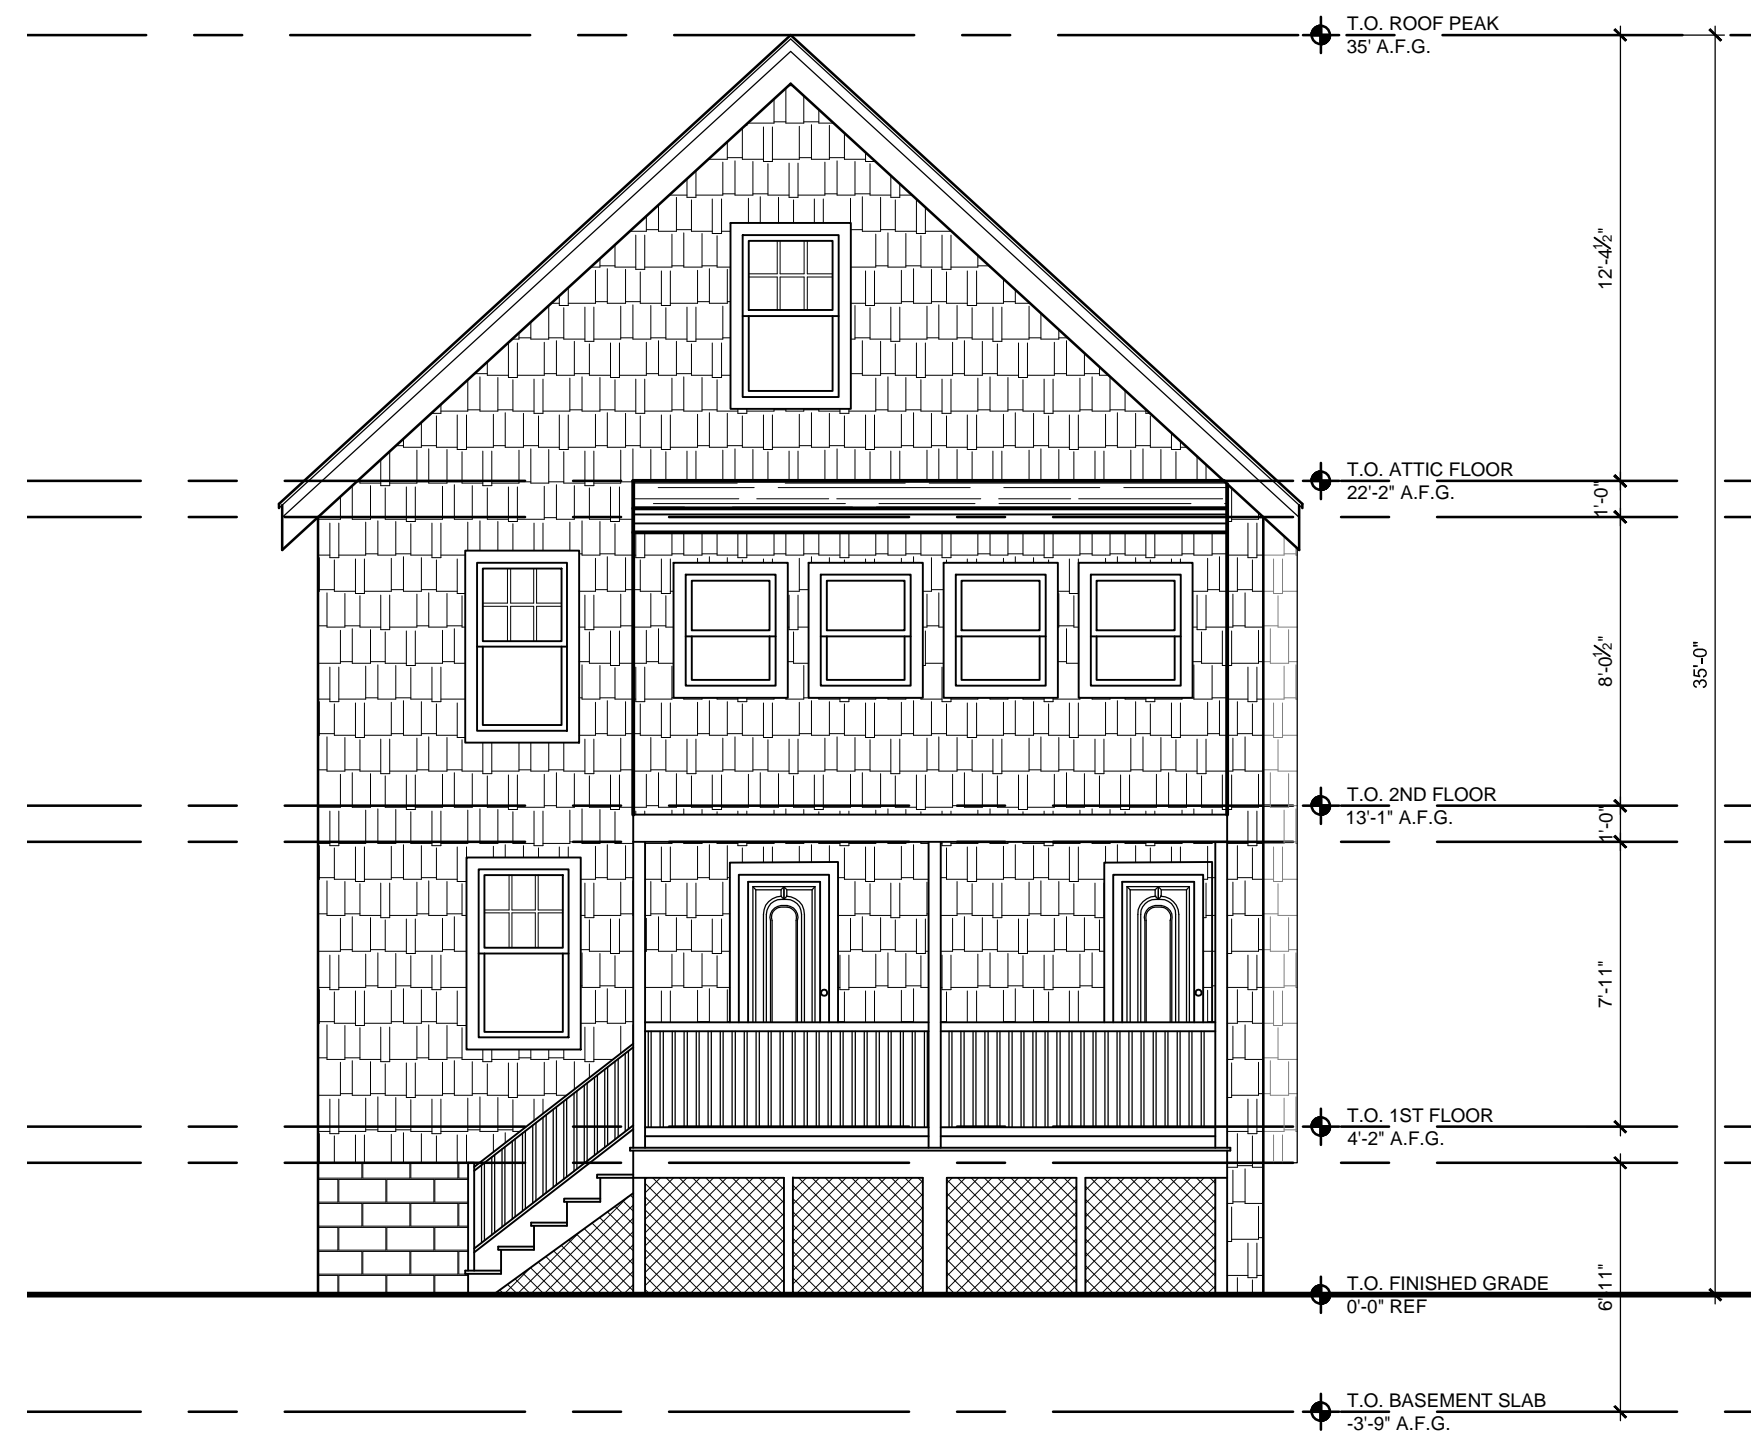 T.O. ROOF PEAK
35' A.F.G.
12'-4½"
T.O. ATTIC FLOOR
22'-2" A.F.G.
1'-0"
8'-0½"
35'-0"
T.O. 2ND FLOOR
13'-1" A.F.G.
1'-0"
7'-11"
T.O. 1ST FLOOR
4'-2" A.F.G.
T.O. FINISHED GRADE
0'-0" REF
6'-11"
T.O. BASEMENT SLAB
-3'-9" A.F.G.